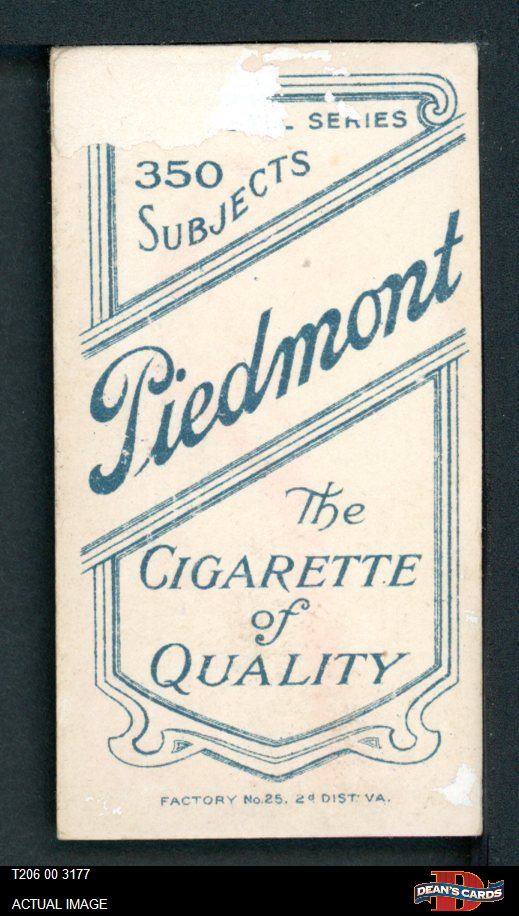 SERIES
350
SUBJECTS
Piedmont
The
CIGARETTE
of
QUALITY
FACTORY No.25. 2d DIST. VA.
T206 00 3177
ACTUAL IMAGE
DEAN'S CARDS